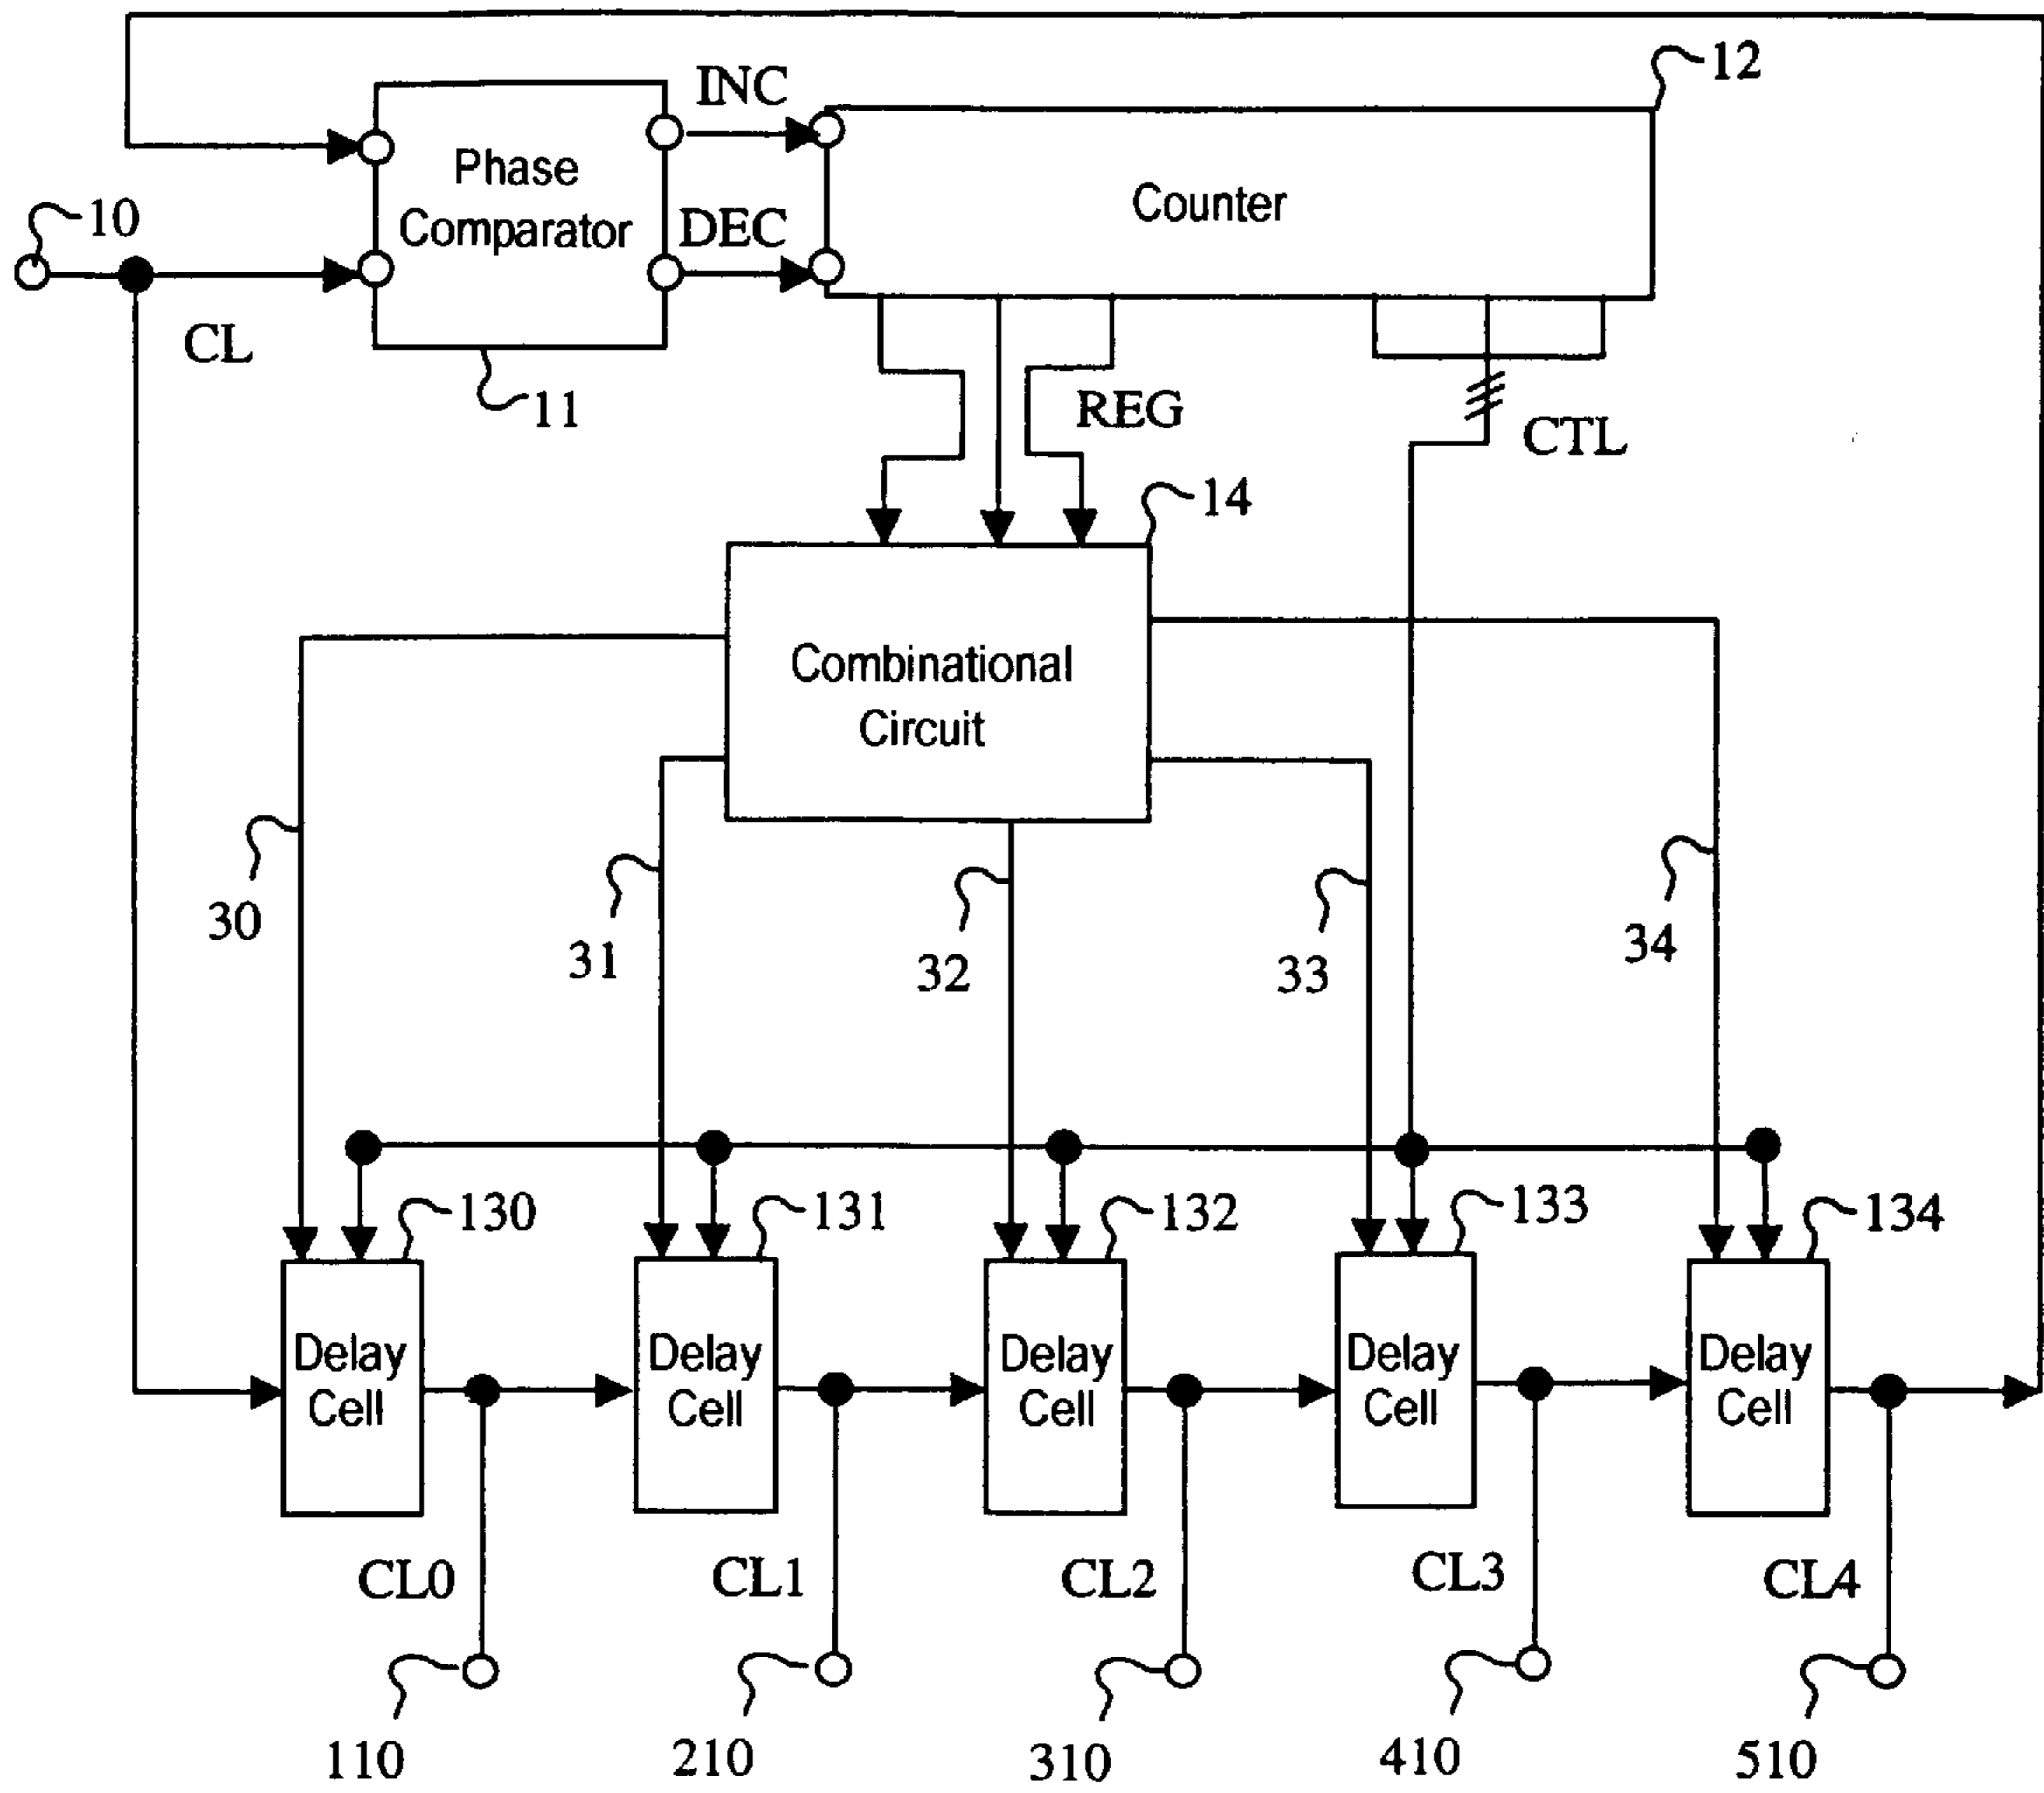 12
INC
Phase
Comparator
DEC
Counter
10
CL
11
REG
CTL
14
Combinational
Circuit
30
31
32
33
34
130
131
132
133
134
Delay
Cell
Delay
Cell
Delay
Cell
Delay
Cell
Delay
Cell
CL0
CL1
CL2
CL3
CL4
110
210
310
410
510